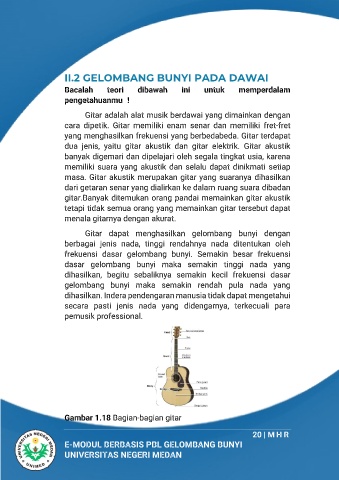 II.2 GELOMBANG BUNYI PADA DAWAI
Bacalah teori dibawah ini untuk memperdalam
pengetahuanmu !
Gitar adalah alat musik berdawai yang dimainkan dengan
cara dipetik. Gitar memiliki enam senar dan memiliki fret-fret
yang menghasilkan frekuensi yang berbedabeda. Gitar terdapat
dua jenis, yaitu gitar akustik dan gitar elektrik. Gitar akustik
banyak digemari dan dipelajari oleh segala tingkat usia, karena
memiliki suara yang akustik dan selalu dapat dinikmati setiap
masa. Gitar akustik merupakan gitar yang suaranya dihasilkan
dari getaran senar yang dialirkan ke dalam ruang suara dibadan
gitar.Banyak ditemukan orang pandai memainkan gitar akustik
tetapi tidak semua orang yang memainkan gitar tersebut dapat
menala gitarnya dengan akurat.
Gitar dapat menghasilkan gelombang bunyi dengan
berbagai jenis nada, tinggi rendahnya nada ditentukan oleh
frekuensi dasar gelombang bunyi. Semakin besar frekuensi
dasar gelombang bunyi maka semakin tinggi nada yang
dihasilkan, begitu sebaliknya semakin kecil frekuensi dasar
gelombang bunyi maka semakin rendah pula nada yang
dihasilkan. Indera pendengaran manusia tidak dapat mengetahui
secara pasti jenis nada yang didengarnya, terkecuali para
pemusik professional.
Gambar 1.18 Bagian-bagian gitar
20 | M H R
E-MODUL BERBASIS PBL GELOMBANG BUNYI
UNIVERSITAS NEGERI MEDAN
UNIVERSITAS NEGERI MEDAN
UNIMED